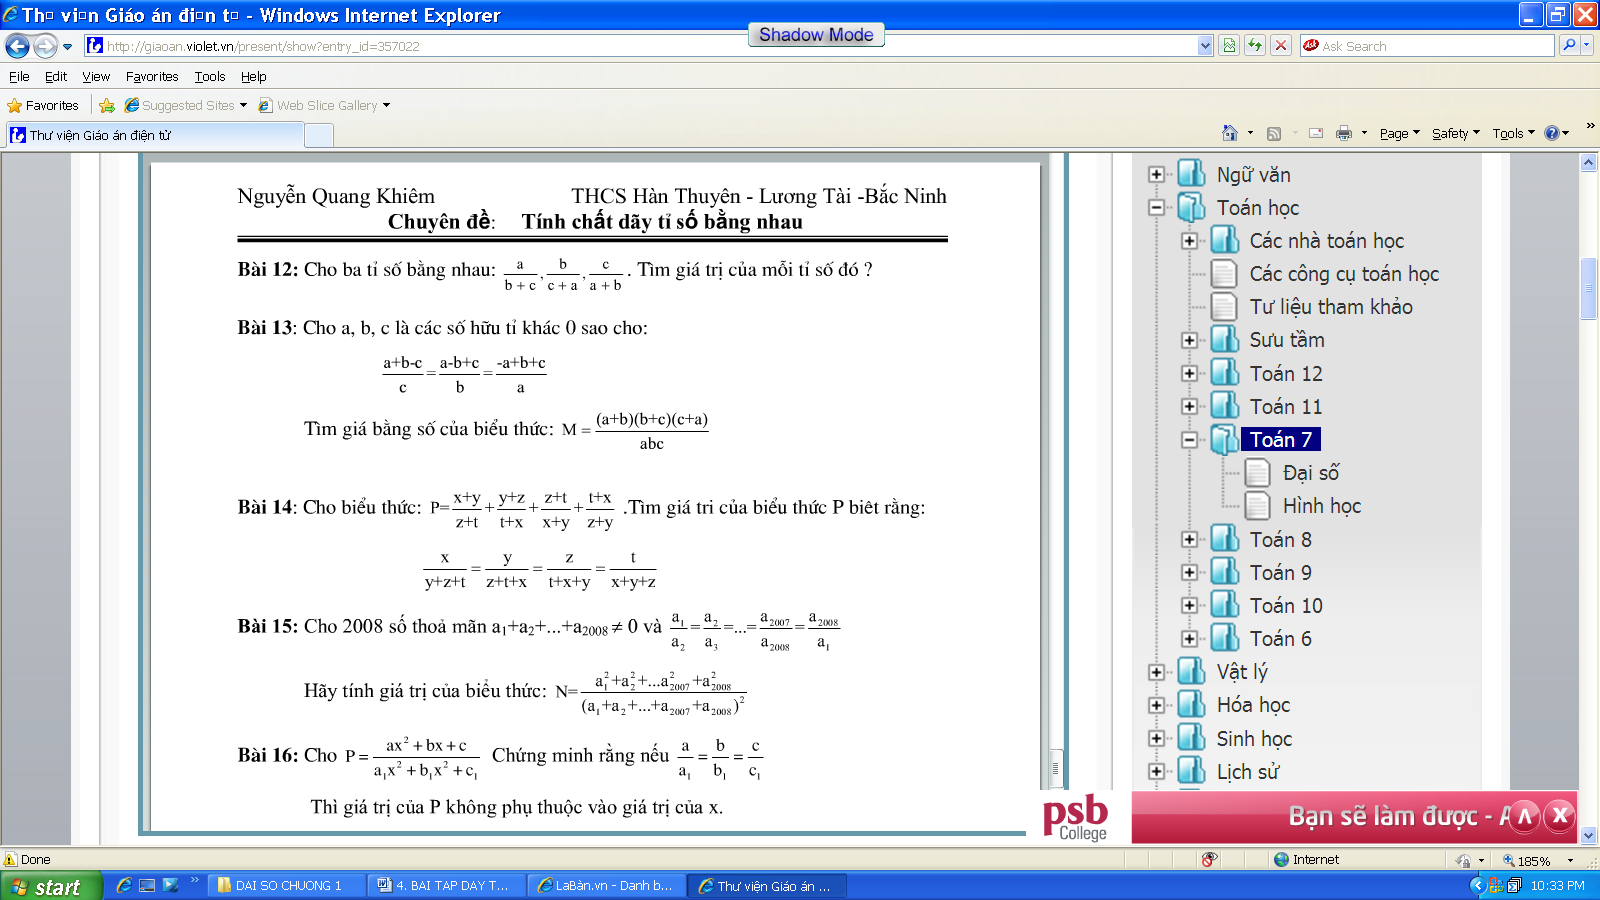 Thư viện Giáo án điện tử - Windows Internet Explorer
Shadow Mode
http://giaoan.violet.vn/present/show?entry_id=357022
Ask Search
File Edit View Favorites Tools Help
Favorites Suggested Sites Web Slice Gallery
Thư viện Giáo án điện tử
Page Safety Tools
Nguyễn Quang Khiêm THCS Hàn Thuyên - Lương Tài -Bắc Ninh
Chuyên đề: Tính chất dãy tỉ số bằng nhau
Bài 12: Cho ba tỉ số bằng nhau: a/(b + c), b/(c + a), c/(a + b). Tìm giá trị của mỗi tỉ số đó ?
Bài 13: Cho a, b, c là các số hữu tỉ khác 0 sao cho:
(a+b-c)/c = (a-b+c)/b = (-a+b+c)/a
Tìm giá bằng số của biểu thức: M = (a+b)(b+c)(c+a)/abc
Bài 14: Cho biểu thức: P= (x+y)/(z+t) + (y+z)/(t+x) + (z+t)/(x+y) + (t+x)/(z+y) .Tìm giá tri của biểu thức P biêt rằng:
x/(y+z+t) = y/(z+t+x) = z/(t+x+y) = t/(x+y+z)
Bài 15: Cho 2008 số thoả mãn a₁+a₂+...+a₂₀₀₈ ≠ 0 và a₁/a₂ = a₂/a₃ =...= a₂₀₀₇/a₂₀₀₈ = a₂₀₀₈/a₁
Hãy tính giá trị của biểu thức: N= (a₁²+a₂²+...a₂₀₀₇²+a₂₀₀₈²)/(a₁+a₂+...+a₂₀₀₇+a₂₀₀₈)²
Bài 16: Cho P = (ax² + bx + c)/(a₁x² + b₁x² + c₁) Chứng minh rằng nếu a/a₁ = b/b₁ = c/c₁
Thì giá trị của P không phụ thuộc vào giá trị của x.
Ngữ văn
Toán học
Các nhà toán học
Các công cụ toán học
Tư liệu tham khảo
Sưu tầm
Toán 12
Toán 11
Toán 7
Đại số
Hình học
Toán 8
Toán 9
Toán 10
Toán 6
Vật lý
Hóa học
Sinh học
Lịch sử
psb
College
Bạn sẽ làm được - A
Done Internet 185%
start DAI SO CHUONG 1 4. BAI TAP DAY T... LaBàn.vn - Danh b... Thư viện Giáo án ... 10:33 PM